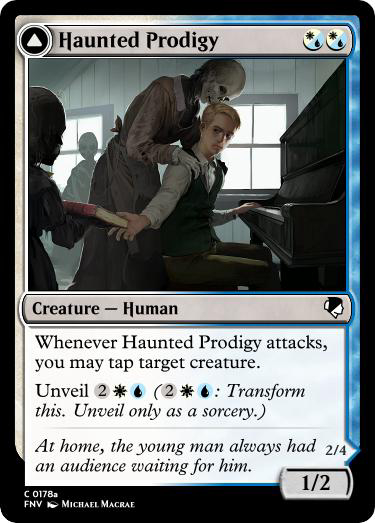 Haunted Prodigy
Creature — Human
Whenever Haunted Prodigy attacks,
you may tap target creature.
Unveil 2 (2: Transform
this. Unveil only as a sorcery.)
At home, the young man always had
an audience waiting for him.
2/4
1/2
C 0178a
FNV Michael Macrae